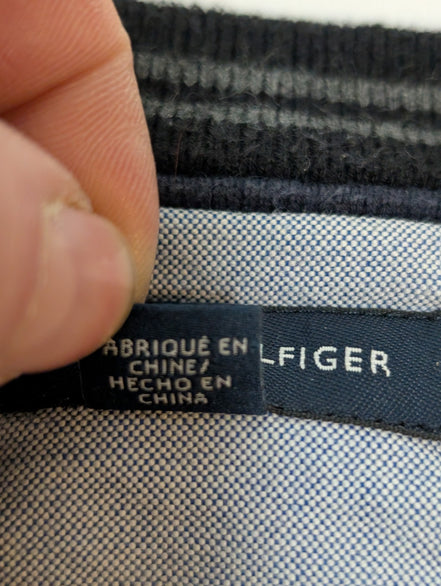 ABRIQUÉ EN
CHINE/
HECHO EN
CHINA
LFIGER